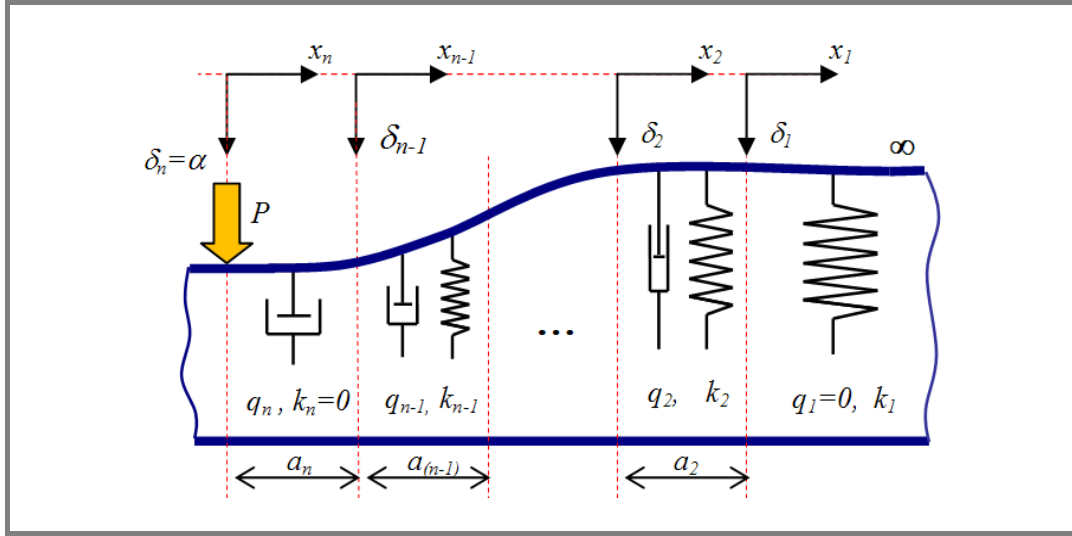 xₙ xₙ₋₁ x₂ x₁
δₙ=α δₙ₋₁ δ₂ δ₁ ∞
P
...
qₙ , kₙ=0 qₙ₋₁, kₙ₋₁ q₂, k₂ q₁=0, k₁
aₙ a₍ₙ₋₁₎ a₂